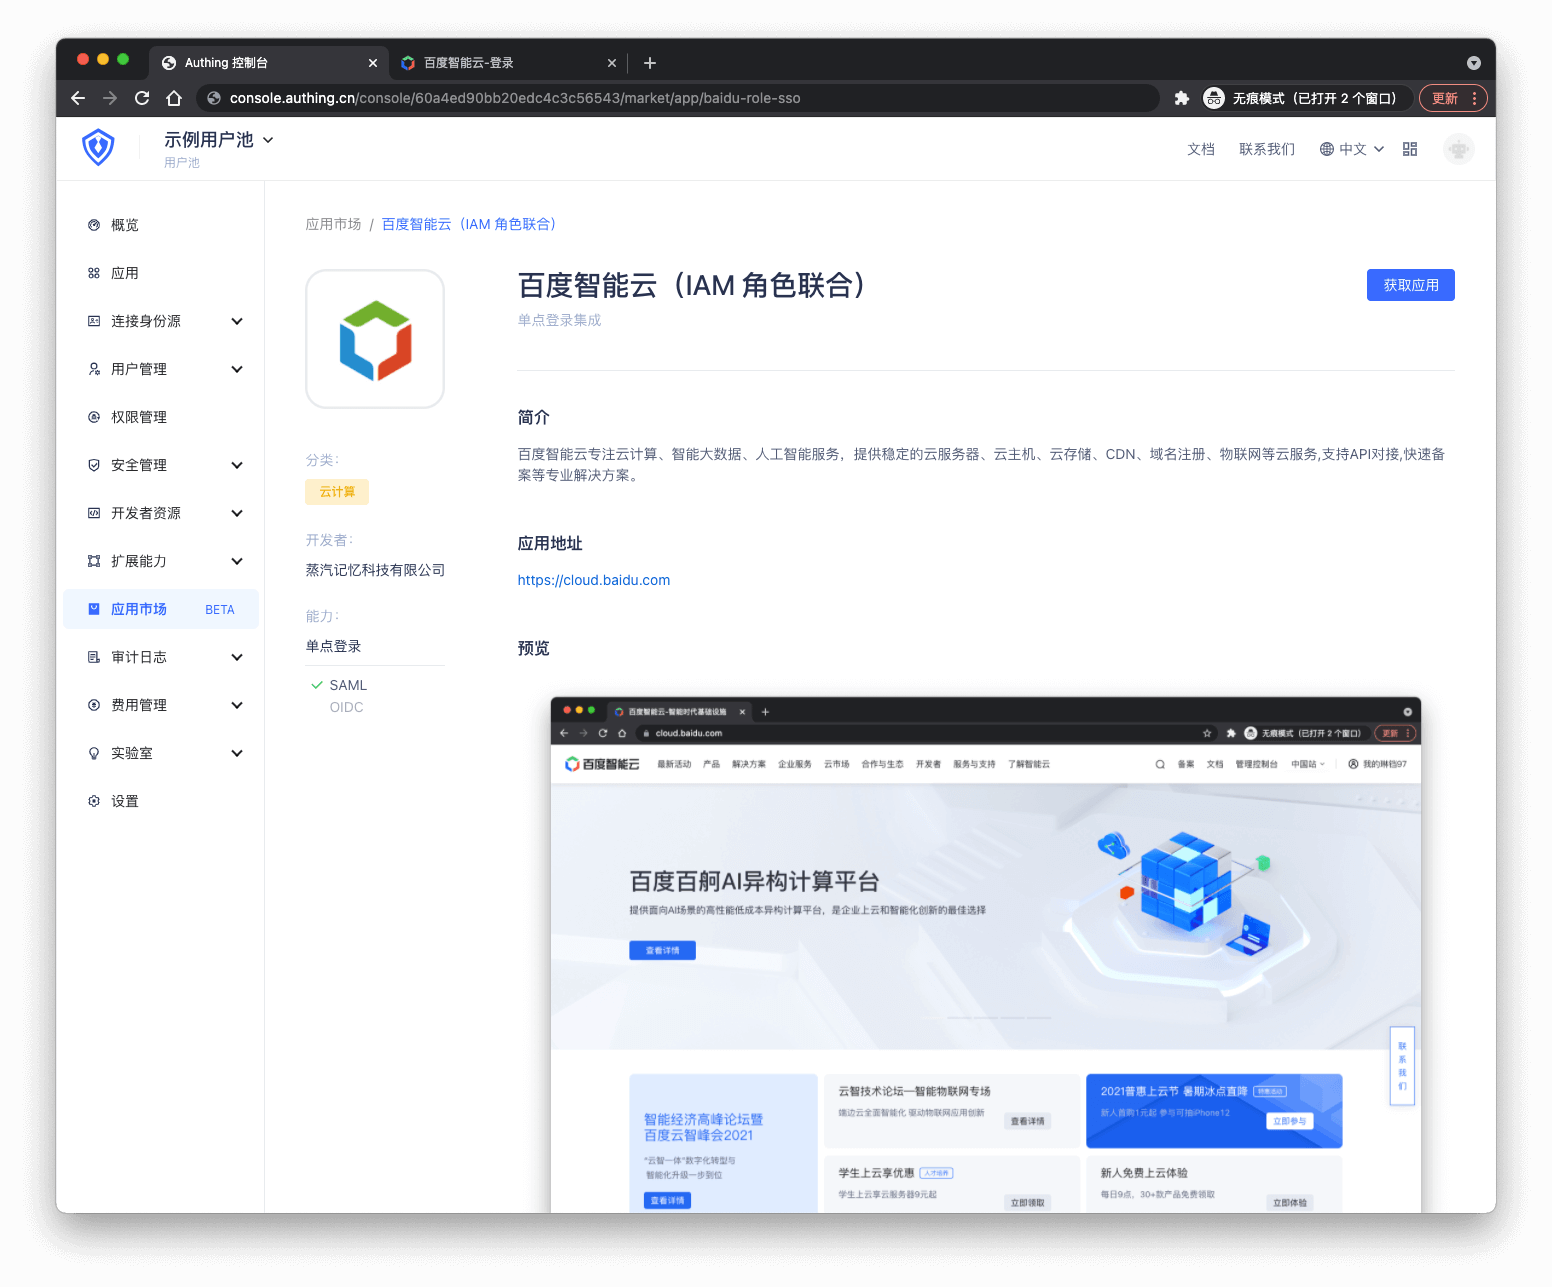 Authing 控制台
百度智能云-登录
console.authing.cn/console/60a4ed90bb20edc4c3c56543/market/app/baidu-role-sso
无痕模式（已打开 2 个窗口）
更新
示例用户池
用户池
文档
联系我们
中文
概览
应用
连接身份源
用户管理
权限管理
安全管理
开发者资源
扩展能力
应用市场 BETA
审计日志
费用管理
实验室
设置
应用市场 / 百度智能云（IAM 角色联合）
分类：
云计算
开发者：
蒸汽记忆科技有限公司
能力：
单点登录
SAML
OIDC
百度智能云（IAM 角色联合）
单点登录集成
获取应用
简介
百度智能云专注云计算、智能大数据、人工智能服务，提供稳定的云服务器、云主机、云存储、CDN、域名注册、物联网等云服务,支持API对接,快速备
案等专业解决方案。
应用地址
https://cloud.baidu.com
预览
百度智能云-智能时代基础设施
cloud.baidu.com
无痕模式（已打开 2 个窗口）
更新
百度智能云
最新活动 产品 解决方案 企业服务 云市场 合作与生态 开发者 服务与支持 了解智能云
备案 文档 管理控制台 中国站 我的琳铛97
百度百舸AI异构计算平台
提供面向AI场景的高性能低成本异构计算平台，是企业上云和智能化创新的最佳选择
查看详情
联系我们
智能经济高峰论坛暨
百度云智峰会2021
“云智一体”数字化转型与
智能化升级一步到位
查看详情
云智技术论坛—智能物联网专场
端边云全面智能化 驱动物联网应用创新
查看详情
2021普惠上云节 暑期冰点直降 特惠活动
新人首购1元起 参与可抽iPhone12
立即参与
学生上云享优惠 人才培养
学生上云享云服务器9元起
立即领取
新人免费上云体验
每日9点，30+款产品免费领取
立即体验